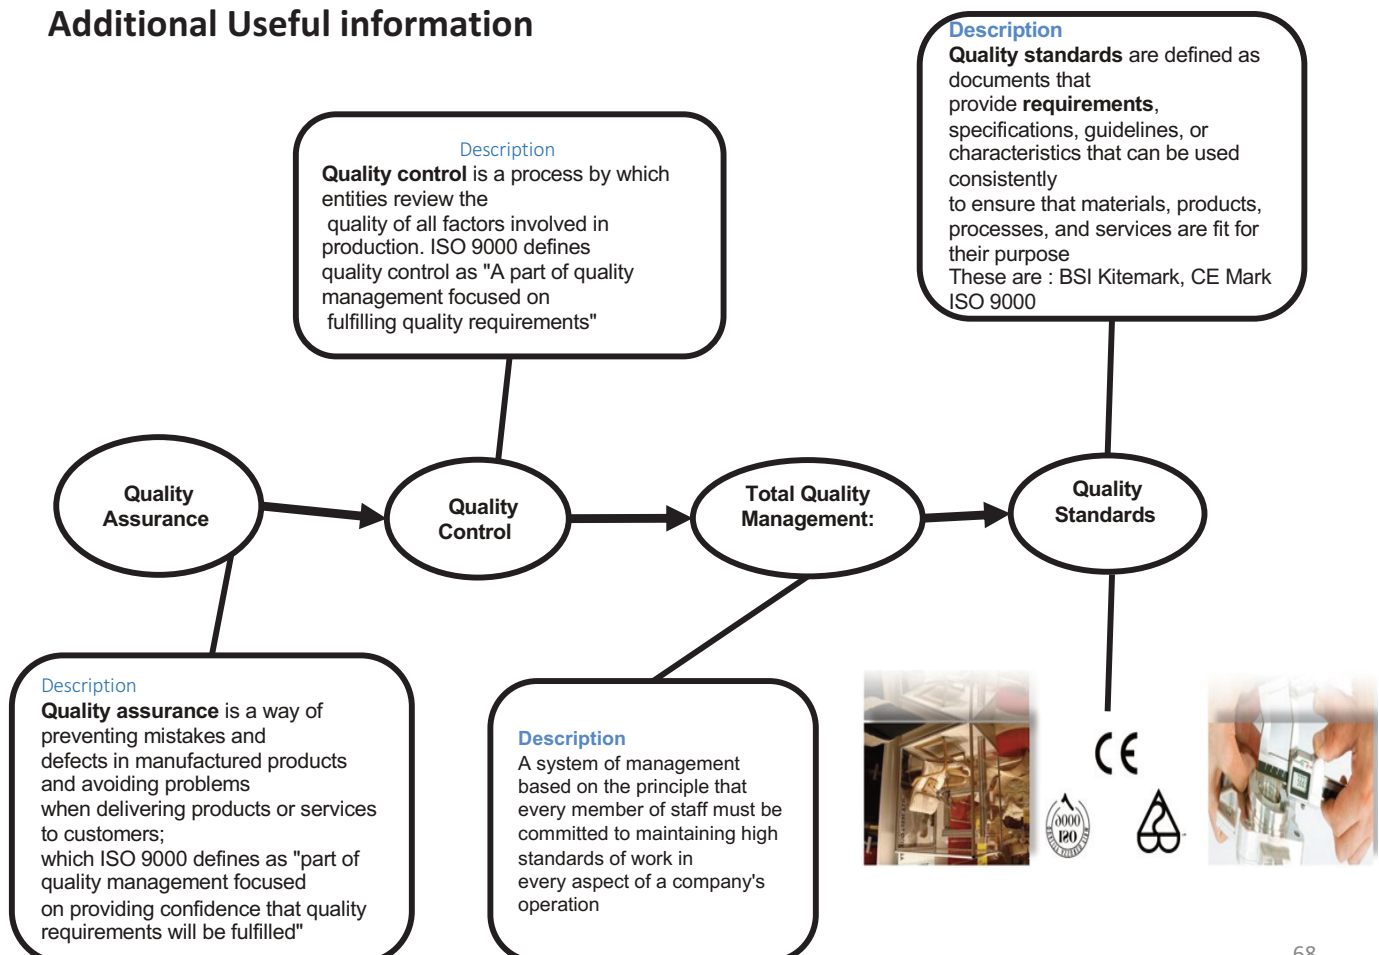 Additional Useful information
Description
Quality standards are defined as
documents that
provide requirements,
specifications, guidelines, or
characteristics that can be used
consistently
to ensure that materials, products,
processes, and services are fit for
their purpose
These are : BSI Kitemark, CE Mark
ISO 9000
Description
Quality control is a process by which
entities review the
quality of all factors involved in
production. ISO 9000 defines
quality control as "A part of quality
management focused on
fulfilling quality requirements"
Quality
Assurance
Quality
Control
Total Quality
Management:
Quality
Standards
Description
Quality assurance is a way of
preventing mistakes and
defects in manufactured products
and avoiding problems
when delivering products or services
to customers;
which ISO 9000 defines as "part of
quality management focused
on providing confidence that quality
requirements will be fulfilled"
Description
A system of management
based on the principle that
every member of staff must be
committed to maintaining high
standards of work in
every aspect of a company's
operation
CE
9000
ISO
68